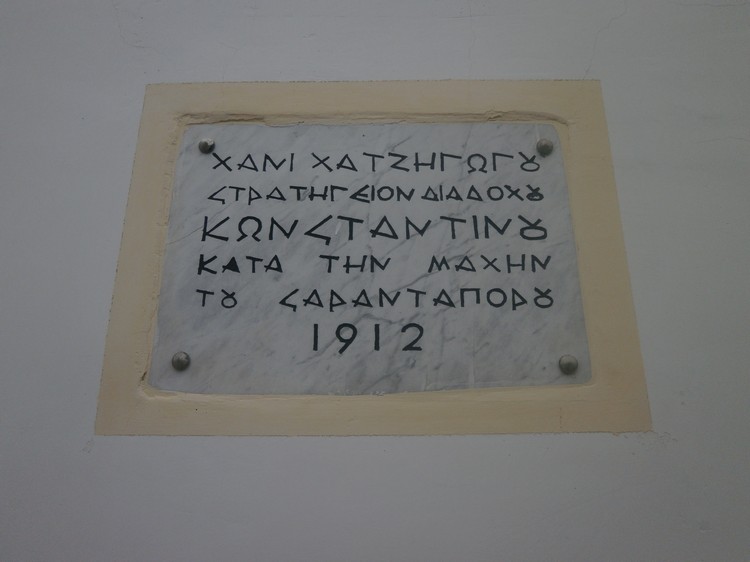 ΧΑΝΙ ΧΑΤΖΗΓΩΓȢ
ΣΤΡΑΤΗΓΕΙΟΝ ΔΙΑΔΟΧȢ
ΚΩΝΣΤΑΝΤΙΝȢ
ΚΑΤΑ ΤΗΝ ΜΑΧΗΝ
ΤȢ ΣΑΡΑΝΤΑΠΟΡȢ
1912